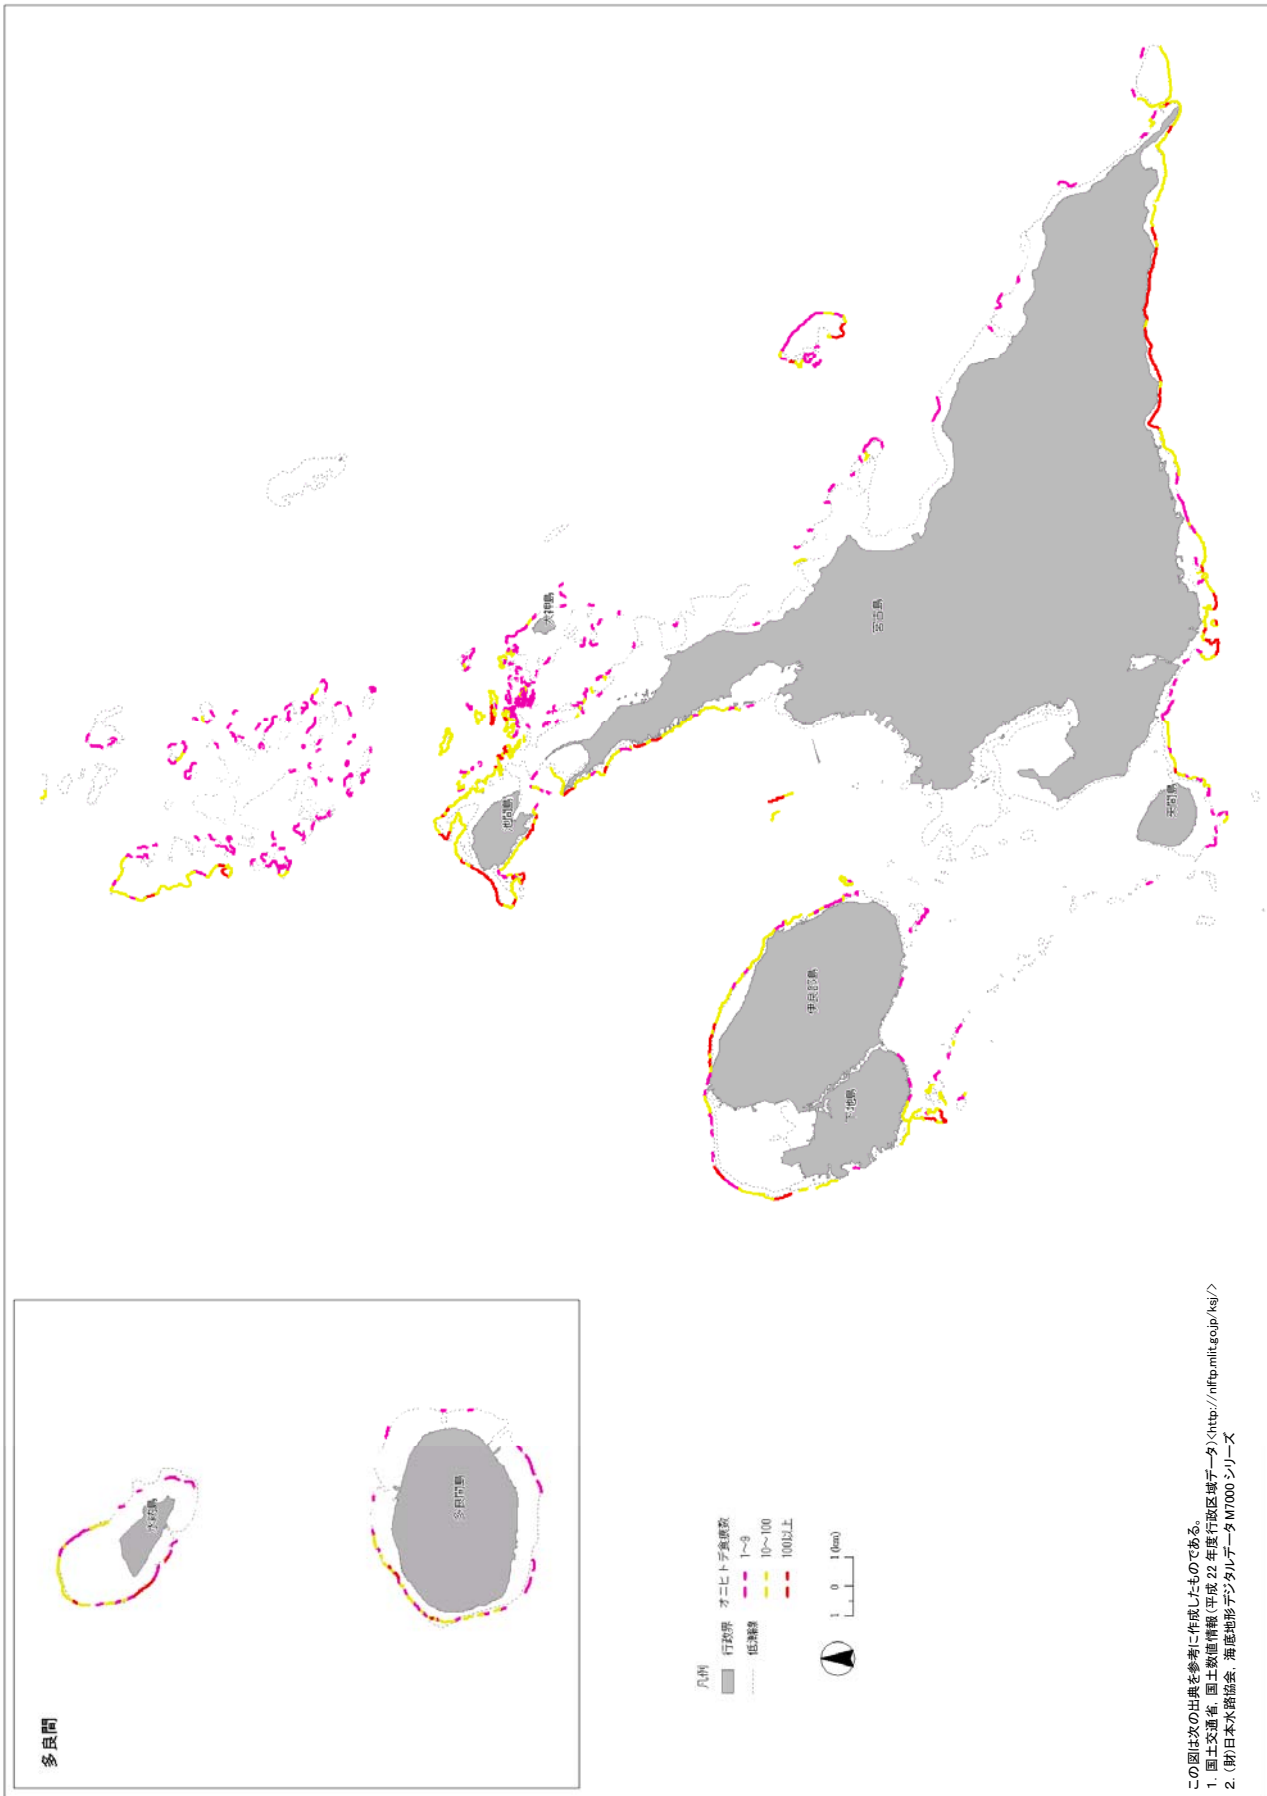 多良間
水納島
多良間島
池間島
大神島
宮古島
伊良部島
下地島
来間島
凡例
行政界
低潮線
オニヒトデ食痕数
1～9
10～100
100以上
1 0 1(km)
この図は次の出典を参考に作成したものである。
1. 国土交通省, 国土数値情報(平成 22 年度行政区域データ)<http://nlftp.mlit.go.jp/ksj/>
2. (財)日本水路協会, 海底地形デジタルデータ M7000 シリーズ